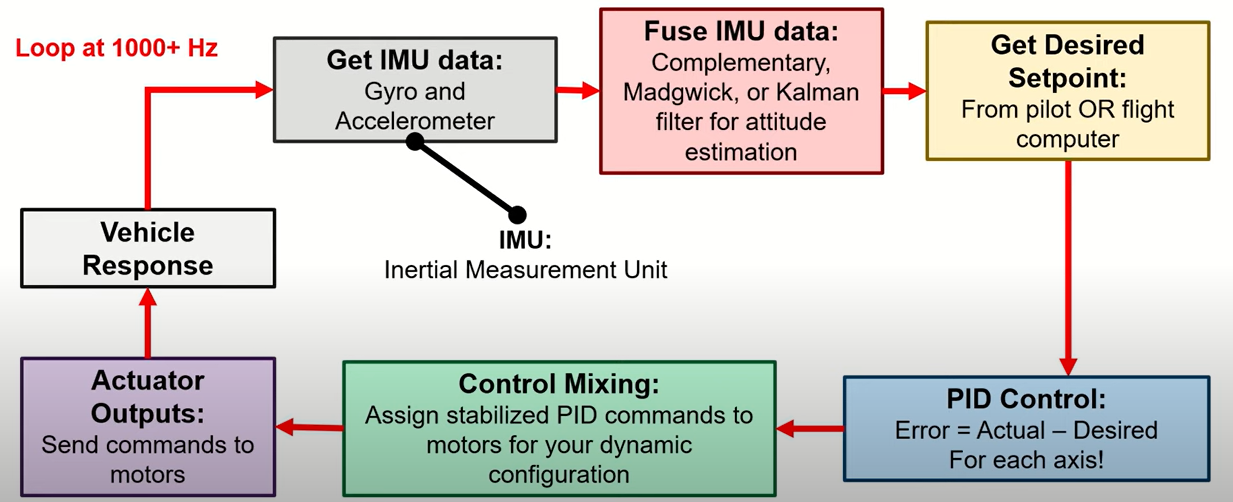 Loop at 1000+ Hz
Get IMU data:
Gyro and
Accelerometer
Fuse IMU data:
Complementary,
Madgwick, or Kalman
filter for attitude
estimation
Get Desired
Setpoint:
From pilot OR flight
computer
IMU:
Inertial Measurement Unit
Vehicle
Response
Actuator
Outputs:
Send commands to
motors
Control Mixing:
Assign stabilized PID commands to
motors for your dynamic
configuration
PID Control:
Error = Actual – Desired
For each axis!